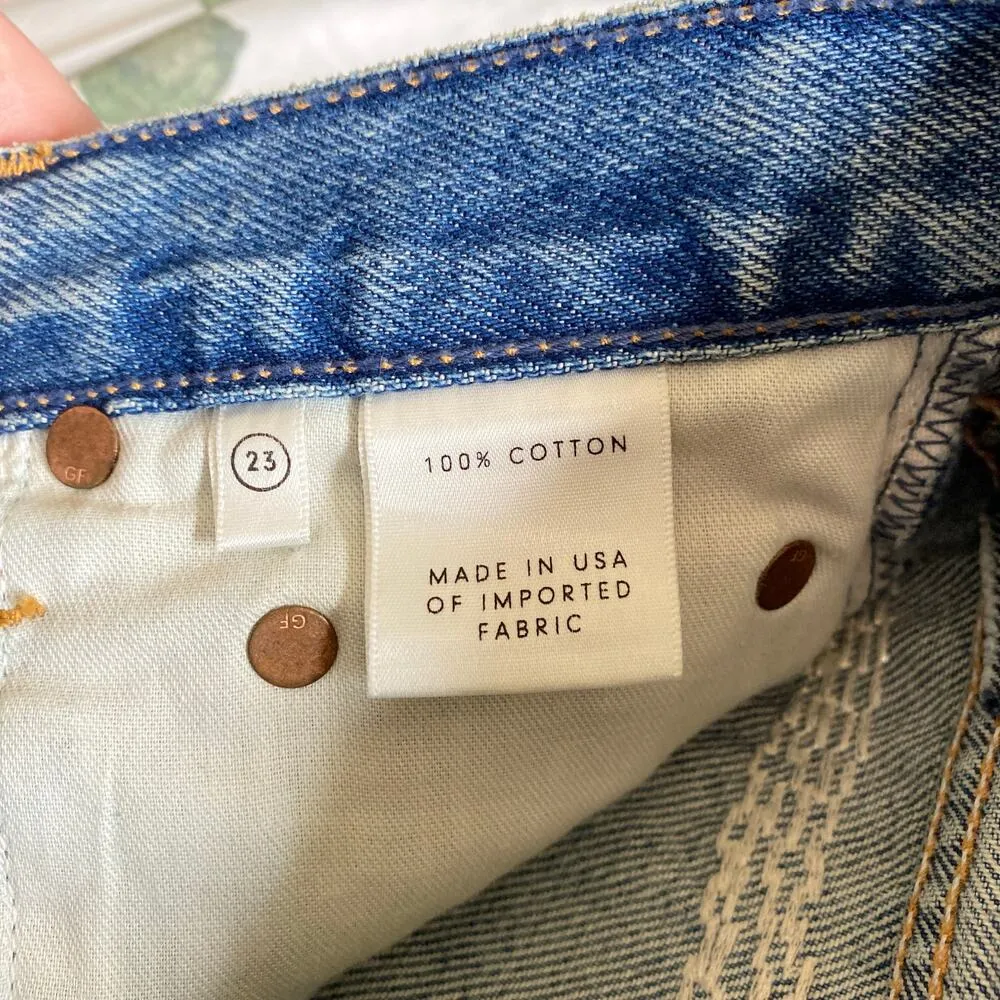 23
100% COTTON
MADE IN USA
OF IMPORTED
FABRIC
GF
GF
GF